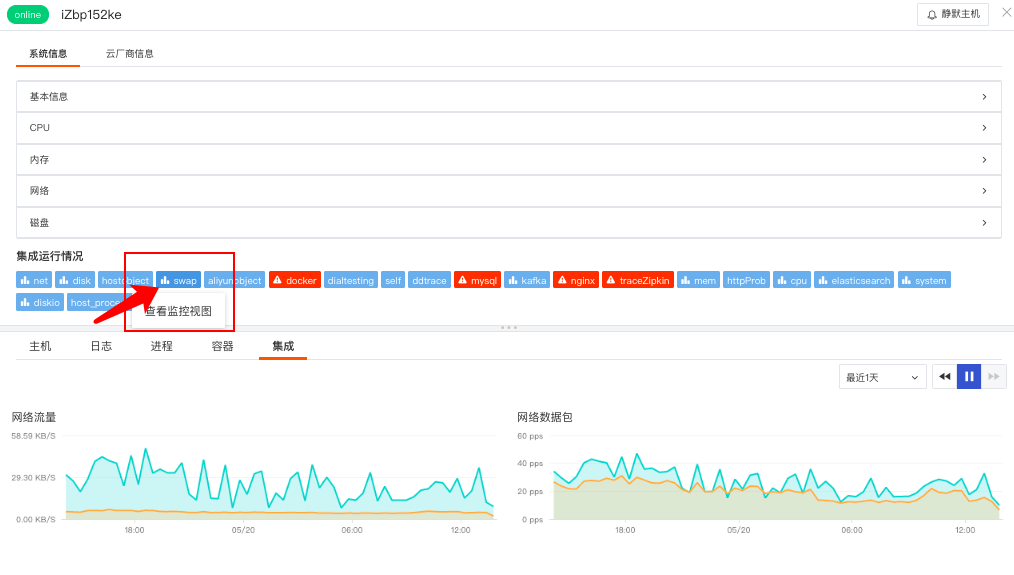 online iZbp152ke 静默主机
系统信息 云厂商信息
基本信息
CPU
内存
网络
磁盘
集成运行情况
net disk hostobject swap aliyunobject docker dialtesting self ddtrace mysql kafka nginx traceZipkin mem httpProb cpu elasticsearch system
diskio host_proce
查看监控视图
主机 日志 进程 容器 集成
最近1天
网络流量
58.59 KB/S
29.30 KB/S
0.00 KB/S
18:00 05/20 06:00 12:00
网络数据包
60 pps
40 pps
20 pps
0 pps
18:00 05/20 06:00 12:00